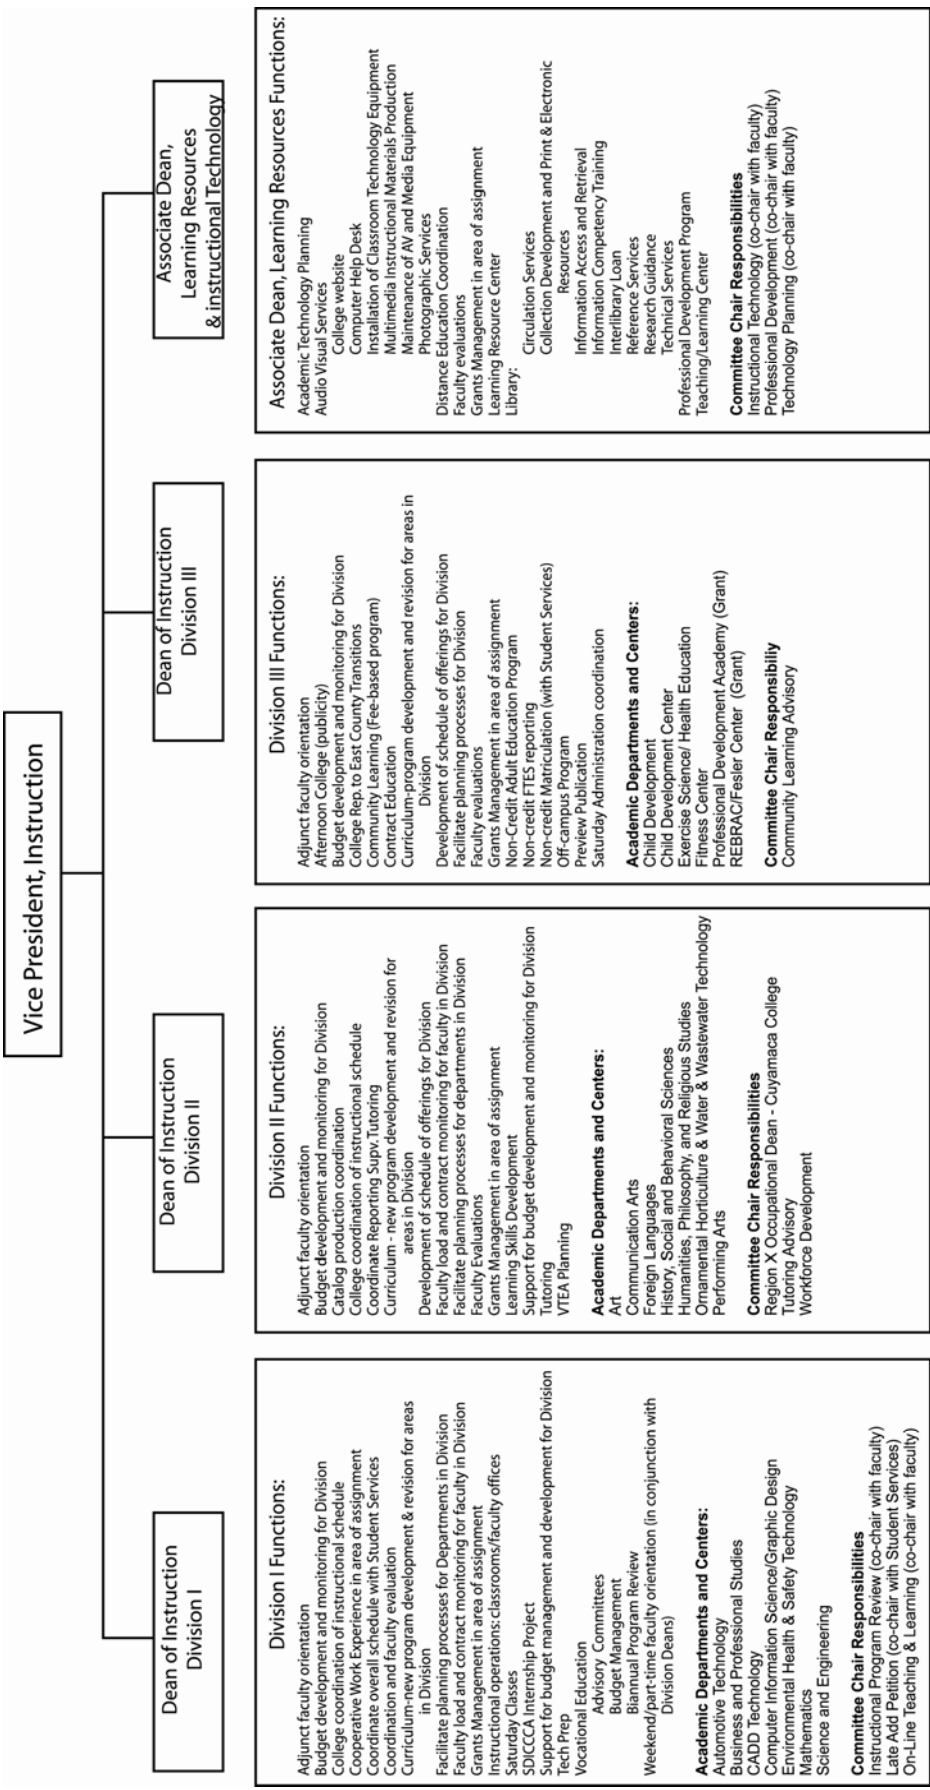 Vice President, Instruction
Dean of Instruction
Division I
Dean of Instruction
Division II
Dean of Instruction
Division III
Associate Dean,
Learning Resources
& instructional Technology
Division I Functions:
Adjunct faculty orientation
Budget development and monitoring for Division
College coordination of instructional schedule
Cooperative Work Experience in area of assignment
Coordinate overall schedule with Student Services
Coordination and faculty evaluation
Curriculum-new program development & revision for areas
in Division
Facilitate planning processes for Departments in Division
Faculty load and contract monitoring for faculty in Division
Grants Management in area of assignment
Instructional operations: classrooms/faculty offices
Saturday Classes
SDICCCA Internship Project
Support for budget management and development for Division
Tech Prep
Vocational Education
Advisory Committees
Budget Management
Biannual Program Review
Weekend/part-time faculty orientation (in conjunction with
Division Deans)
Academic Departments and Centers:
Automotive Technology
Business and Professional Studies
CADD Technology
Computer Information Science/Graphic Design
Environmental Health & Safety Technology
Mathematics
Science and Engineering
Committee Chair Responsibilities
Instructional Program Review (co-chair with faculty)
Late Add Petition (co-chair with Student Services)
On-Line Teaching & Learning (co-chair with faculty)
Division II Functions:
Adjunct faculty orientation
Budget development and monitoring for Division
Catalog production coordination
College coordination of instructional schedule
Coordinate Reporting Supv. Tutoring
Curriculum - new program development and revision for
areas in Division
Development of schedule of offerings for Division
Faculty load and contract monitoring for faculty in Division
Facilitate planning processes for departments in Division
Faculty Evaluations
Grants Management in area of assignment
Learning Skills Development
Support for budget development and monitoring for Division
Tutoring
VTEA Planning
Academic Departments and Centers:
Art
Communication Arts
Foreign Languages
History, Social and Behavioral Sciences
Humanities, Philosophy, and Religious Studies
Ornamental Horticulture & Water & Wastewater Technology
Performing Arts
Committee Chair Responsibilities
Region X Occupational Dean - Cuyamaca College
Tutoring Advisory
Workforce Development
Division III Functions:
Adjunct faculty orientation
Afternoon College (publicity)
Budget development and monitoring for Division
College Rep. to East County Transitions
Community Learning (Fee-based program)
Contract Education
Curriculum-program development and revision for areas in
Division
Development of schedule of offerings for Division
Facilitate planning processes for Division
Faculty evaluations
Grants Management in area of assignment
Non-Credit Adult Education Program
Non-credit FTES reporting
Non-credit Matriculation (with Student Services)
Off-campus Program
Preview Publication
Saturday Administration coordination
Academic Departments and Centers:
Child Development
Child Development Center
Exercise Science/ Health Education
Fitness Center
Professional Development Academy (Grant)
REBRAC/Fesler Center (Grant)
Committee Chair Responsibiliy
Community Learning Advisory
Associate Dean, Learning Resources Functions:
Academic Technology Planning
Audio Visual Services
College website
Computer Help Desk
Installation of Classroom Technology Equipment
Multimedia Instructional Materials Production
Maintenance of AV and Media Equipment
Photographic Services
Distance Education Coordination
Faculty evaluations
Grants Management in area of assignment
Learning Resource Center
Library:
Circulation Services
Collection Development and Print & Electronic
Resources
Information Access and Retrieval
Information Competency Training
Interlibrary Loan
Reference Services
Research Guidance
Technical Services
Professional Development Program
Teaching/Learning Center
Committee Chair Responsibilities
Instructional Technology (co-chair with faculty)
Professional Development (co-chair with faculty)
Technology Planning (co-chair with faculty)